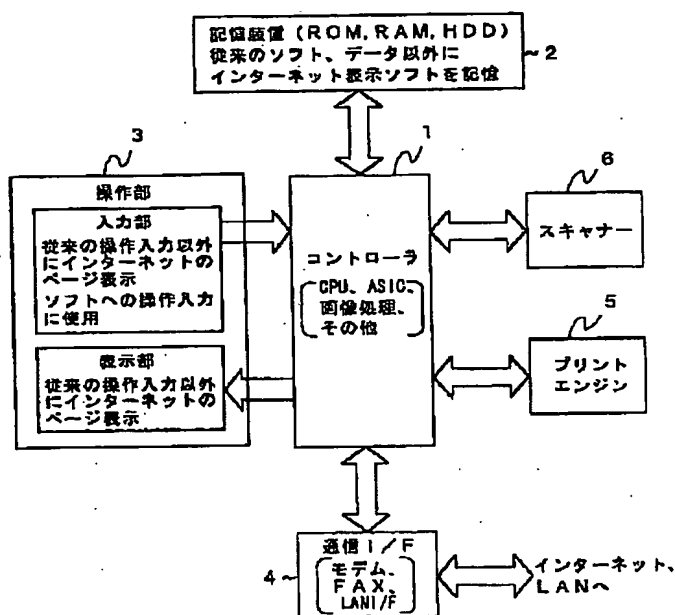 記憶装置(ROM, RAM, HDD)
従来のソフト、データ以外に
インターネット表示ソフトを記憶
2
3
1
6
操作部
入力部
従来の操作入力以外
にインターネットの
ページ表示
ソフトへの操作入力
に使用
表示部
従来の操作入力以外
にインターネットの
ページ表示
コントローラ
CPU、ASIC、
画像処理、
その他
スキャナー
5
プリント
エンジン
4
通信I/F
モデム、
FAX、
LANI/F
インターネット、
LANへ